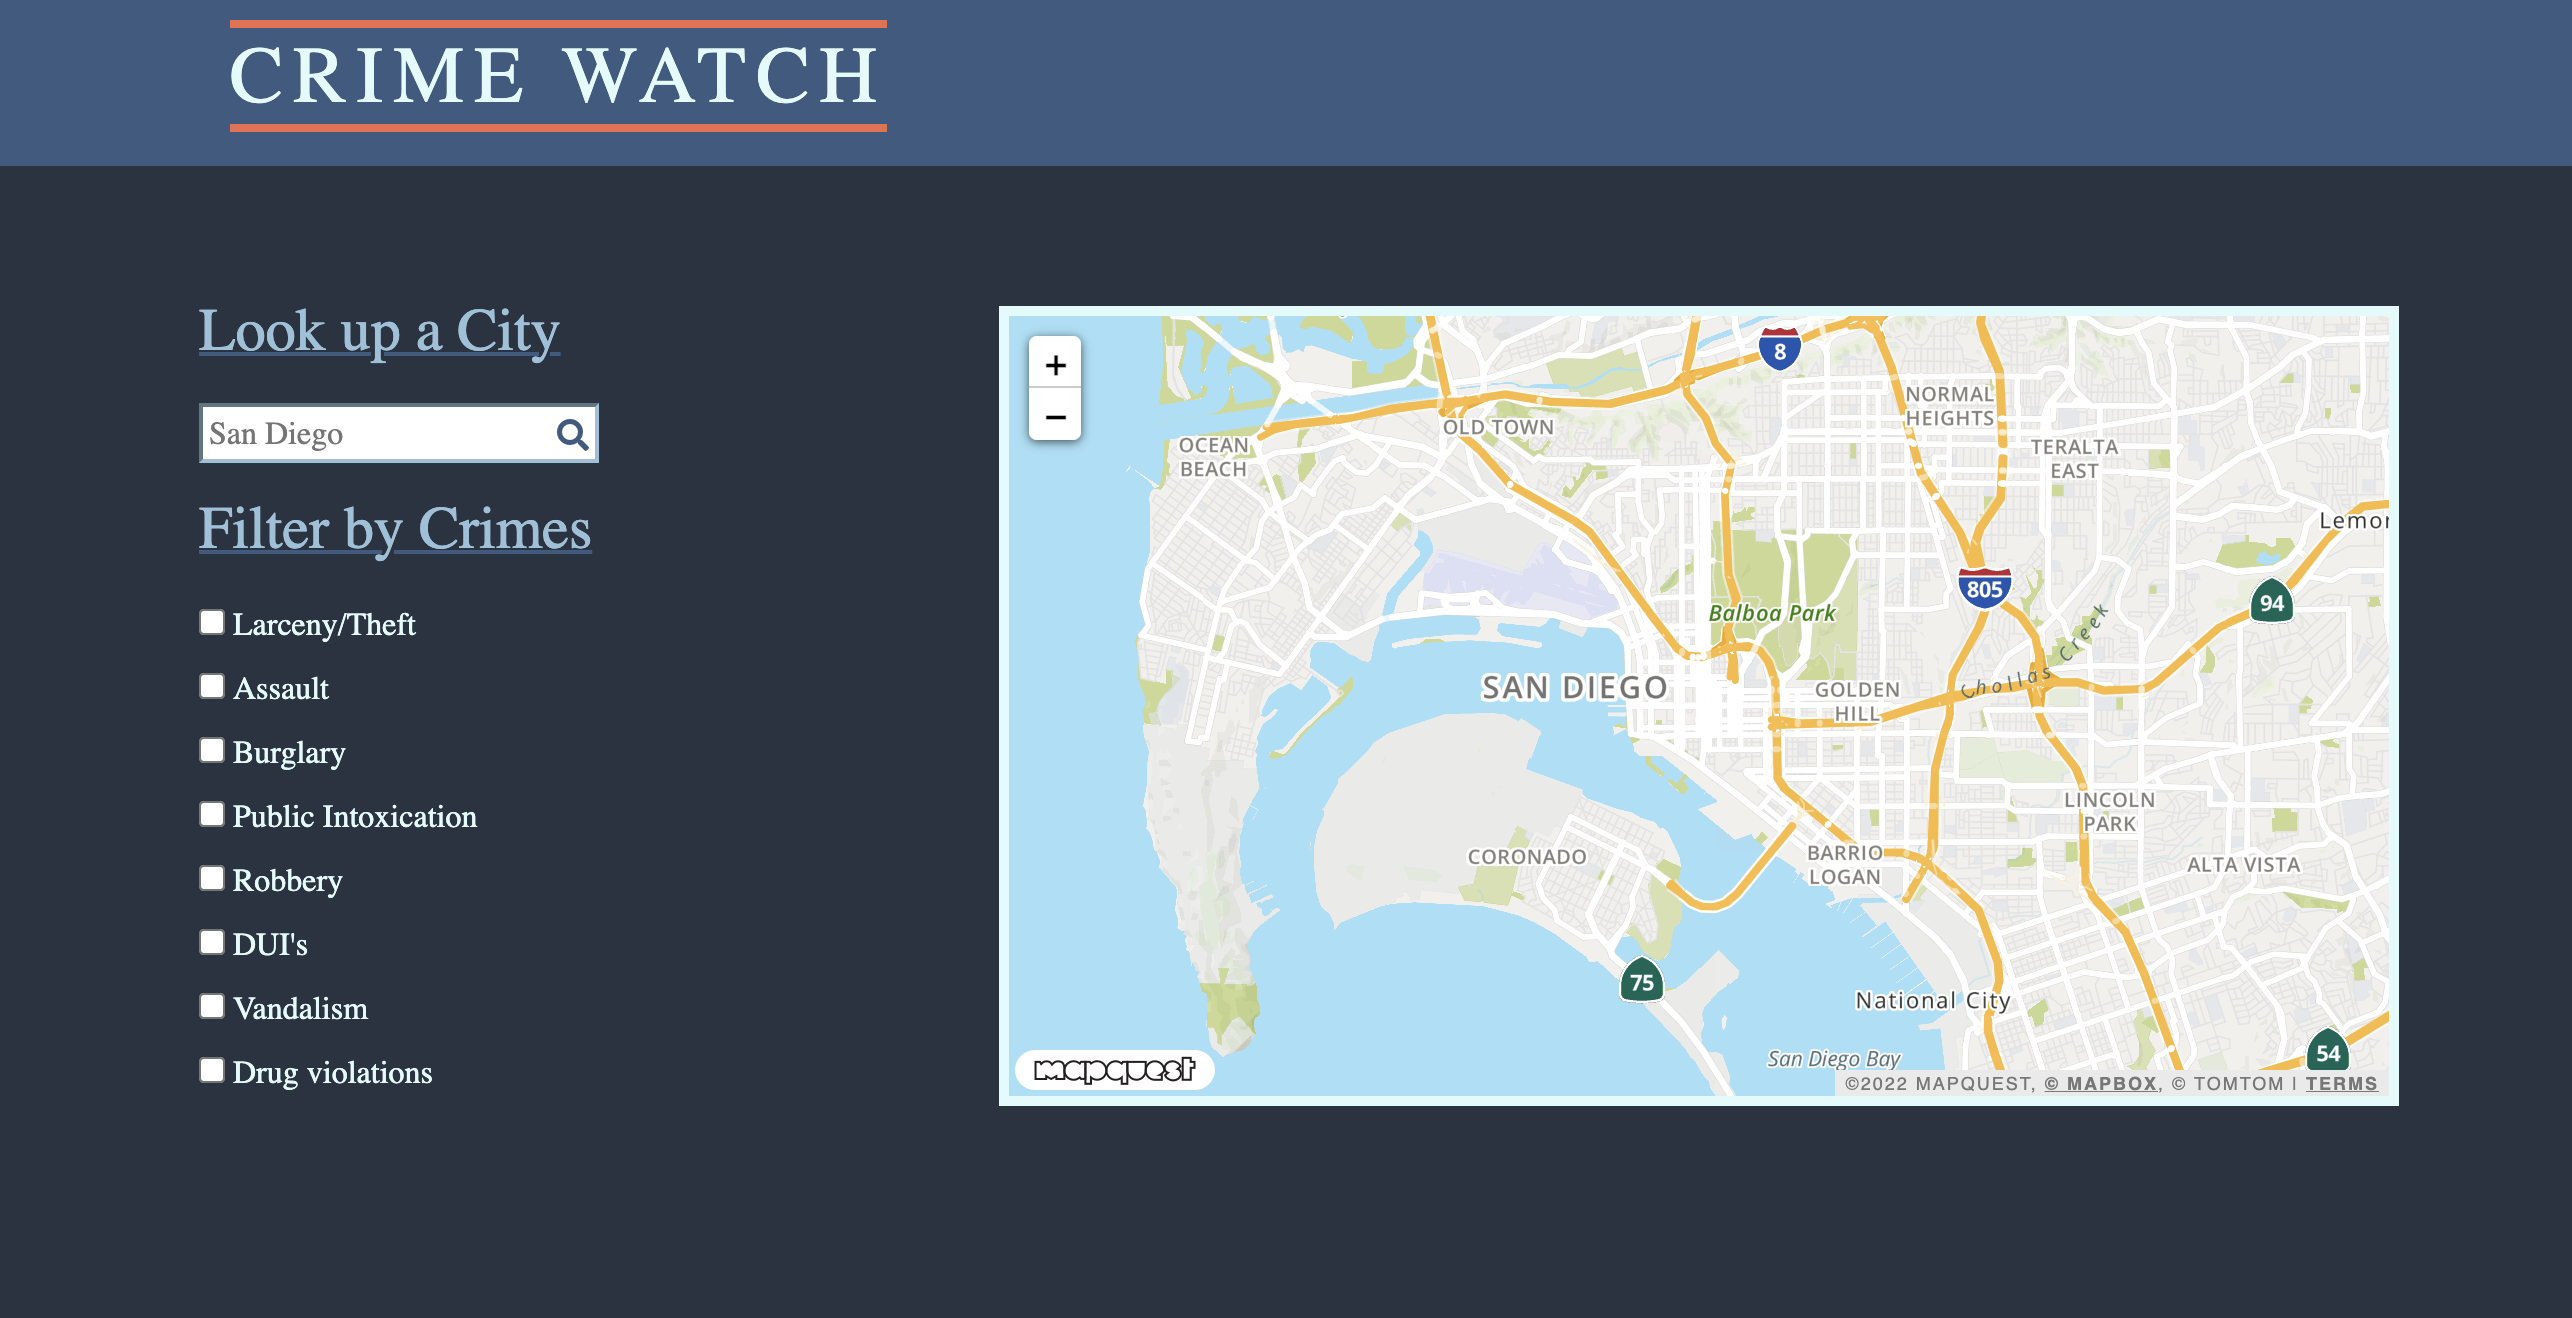 CRIME WATCH
Look up a City
San Diego
Filter by Crimes
Larceny/Theft
Assault
Burglary
Public Intoxication
Robbery
DUI's
Vandalism
Drug violations
+
−
8
NORMAL
HEIGHTS
OLD TOWN
OCEAN
BEACH
TERALTA
EAST
Lemon
805
94
Balboa Park
Chollas Creek
SAN DIEGO
GOLDEN
HILL
LINCOLN
PARK
CORONADO
BARRIO
LOGAN
ALTA VISTA
75
National City
San Diego Bay
54
mapquest
©2022 MAPQUEST, © MAPBOX, © TOMTOM | TERMS